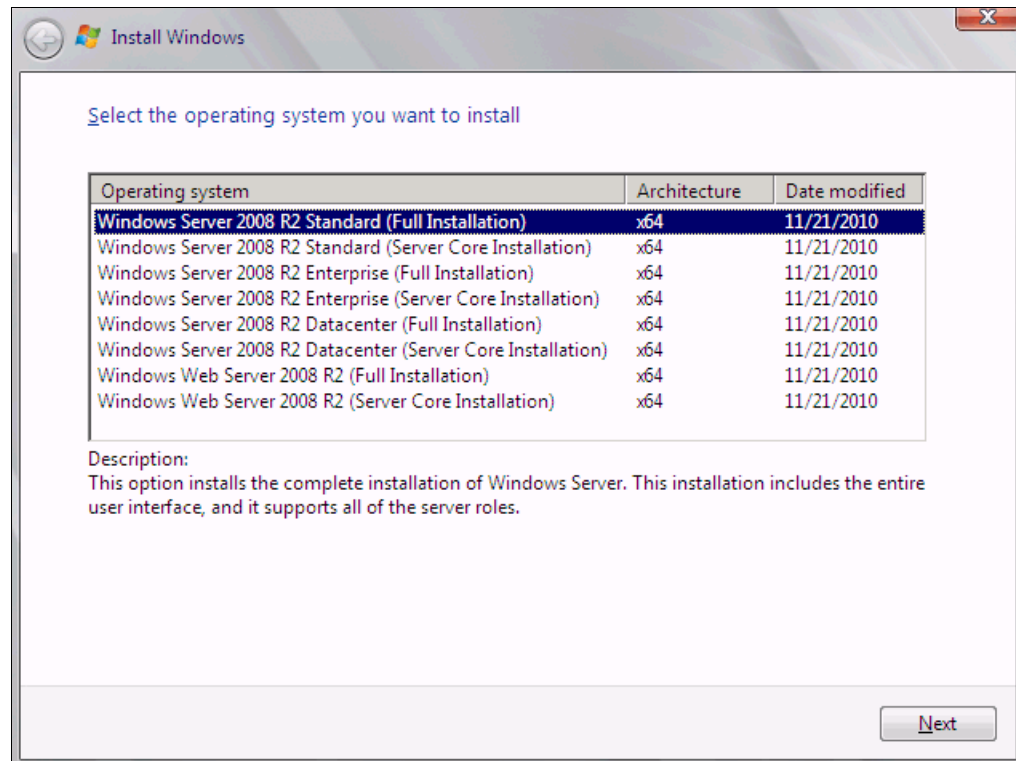 Install Windows
Select the operating system you want to install
Operating system Architecture Date modified
Windows Server 2008 R2 Standard (Full Installation) x64 11/21/2010
Windows Server 2008 R2 Standard (Server Core Installation) x64 11/21/2010
Windows Server 2008 R2 Enterprise (Full Installation) x64 11/21/2010
Windows Server 2008 R2 Enterprise (Server Core Installation) x64 11/21/2010
Windows Server 2008 R2 Datacenter (Full Installation) x64 11/21/2010
Windows Server 2008 R2 Datacenter (Server Core Installation) x64 11/21/2010
Windows Web Server 2008 R2 (Full Installation) x64 11/21/2010
Windows Web Server 2008 R2 (Server Core Installation) x64 11/21/2010
Description:
This option installs the complete installation of Windows Server. This installation includes the entire
user interface, and it supports all of the server roles.
Next